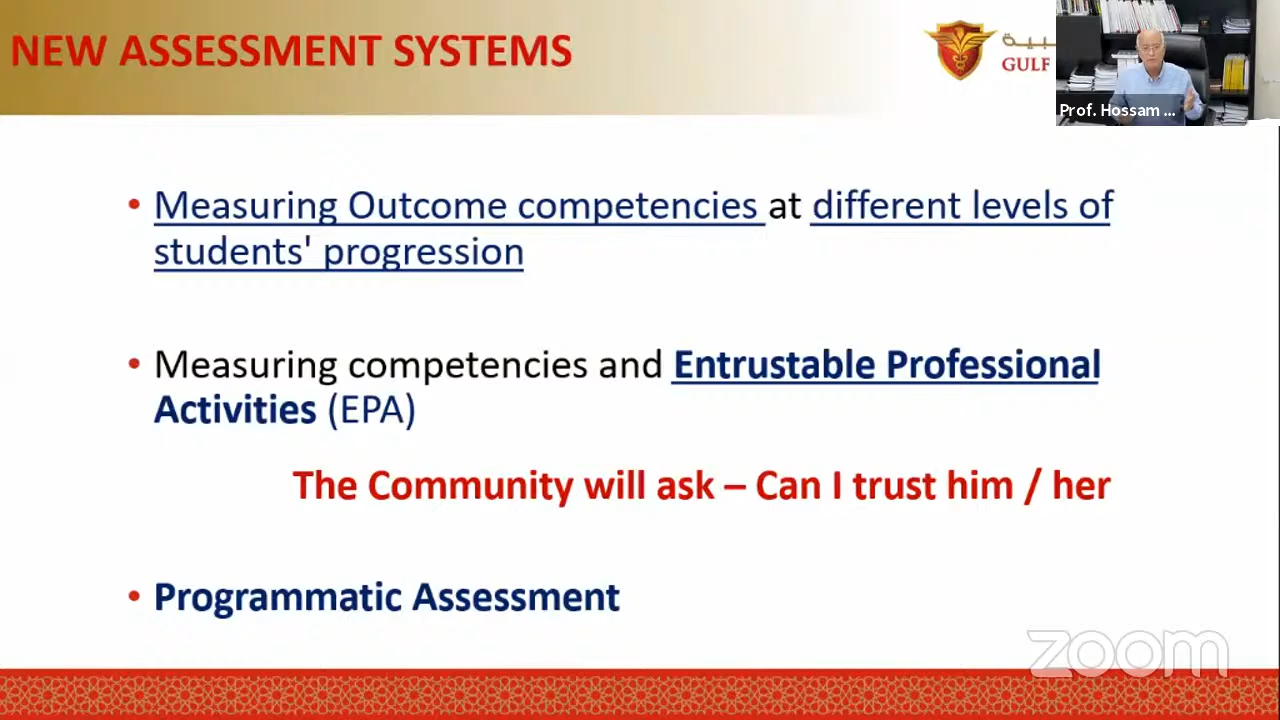 NEW ASSESSMENT SYSTEMS
GULF
Prof. Hossam ...
• Measuring Outcome competencies at different levels of
students' progression
• Measuring competencies and Entrustable Professional
Activities (EPA)
The Community will ask – Can I trust him / her
• Programmatic Assessment
zoom